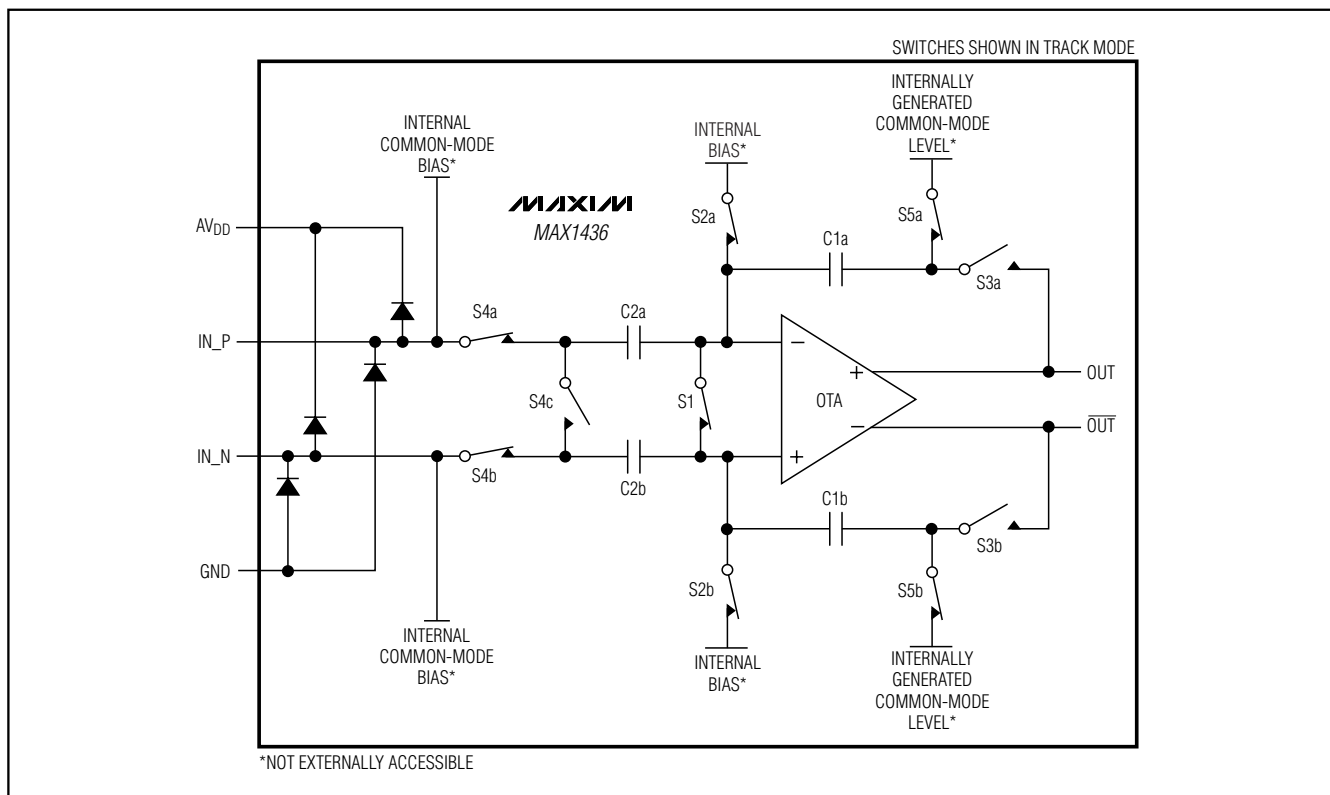 SWITCHES SHOWN IN TRACK MODE
INTERNALLY
GENERATED
COMMON-MODE
LEVEL*
INTERNAL
COMMON-MODE
BIAS*
INTERNAL
BIAS*
MAXIM
MAX1436
AVDD
S2a
S5a
C1a
S3a
IN_P
S4a
C2a
OUT
S4c
S1
OTA
OUT
IN_N
S4b
C2b
C1b
S3b
GND
S2b
S5b
INTERNAL
COMMON-MODE
BIAS*
INTERNAL
BIAS*
INTERNALLY
GENERATED
COMMON-MODE
LEVEL*
*NOT EXTERNALLY ACCESSIBLE